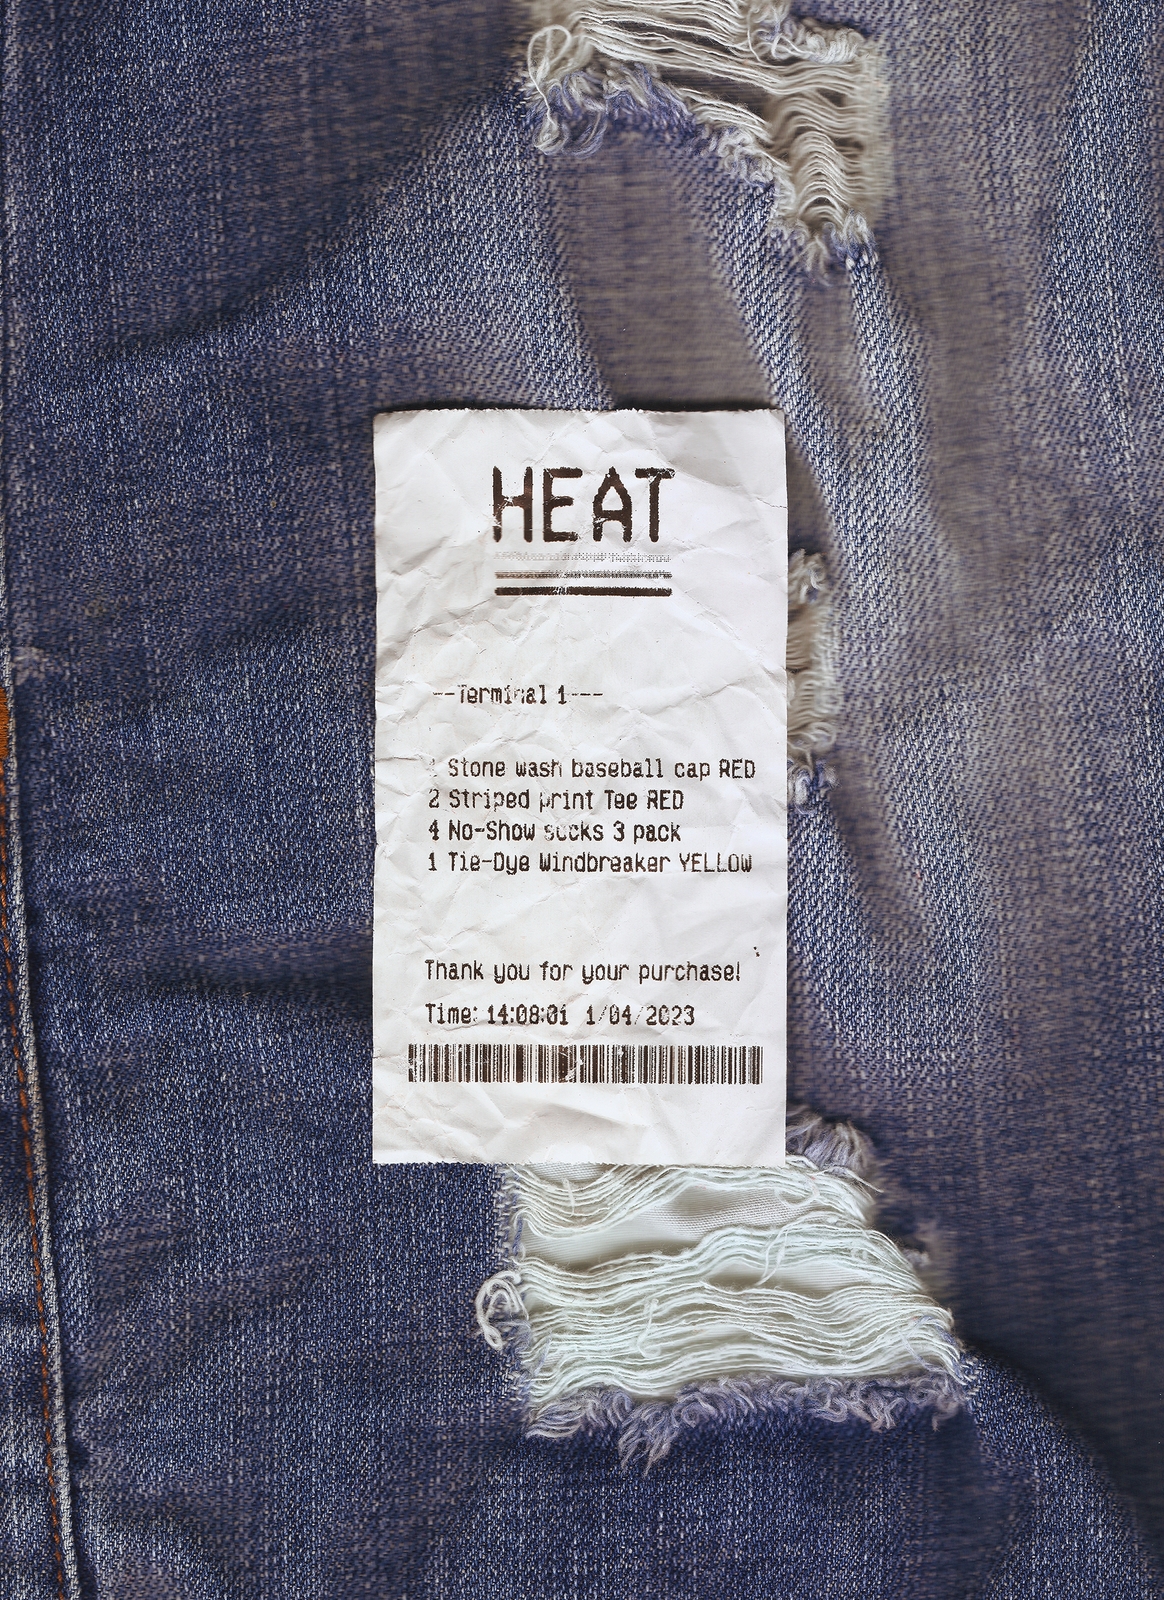 HEAT
--Terminal 1---
Stone wash baseball cap RED
2 Striped print Tee RED
4 No-Show socks 3 pack
1 Tie-Dye Windbreaker YELLOW
Thank you for your purchase!
Time: 14:08:01 1/04/2023